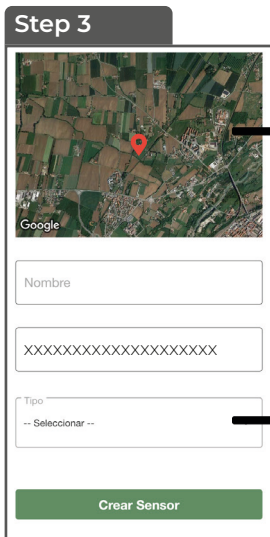 Step 3
Google
Nombre
XXXXXXXXXXXXXXXXXXXX
Tipo
-- Seleccionar --
Crear Sensor